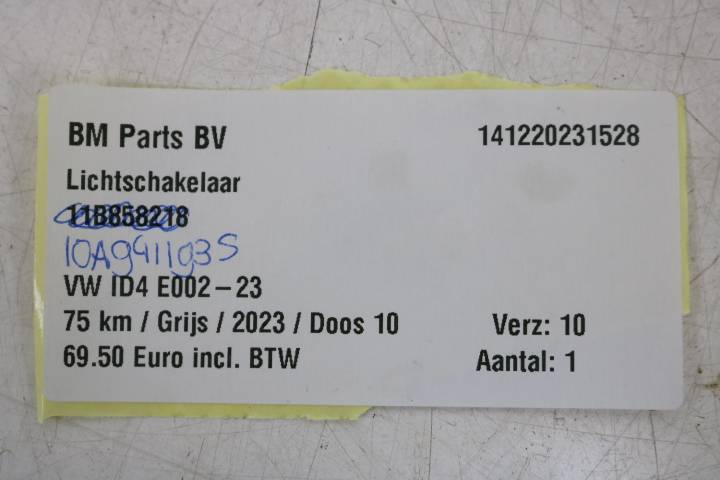 BM Parts BV 141220231528
Lichtschakelaar
11B858218
10A941193S
VW ID4 E002-23
75 km / Grijs / 2023 / Doos 10 Verz: 10
69.50 Euro incl. BTW Aantal: 1